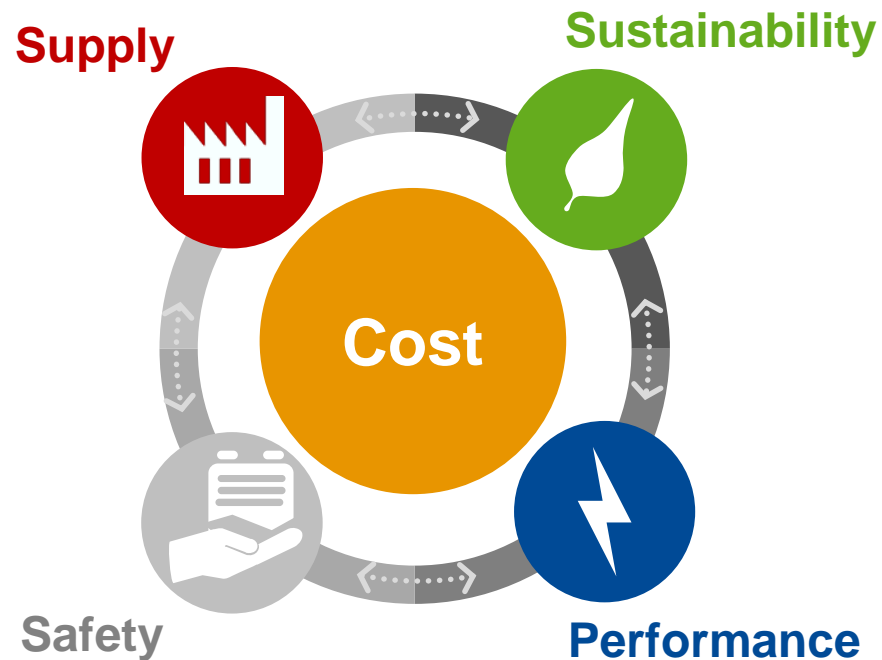 Supply
Sustainability
Cost
Safety
Performance